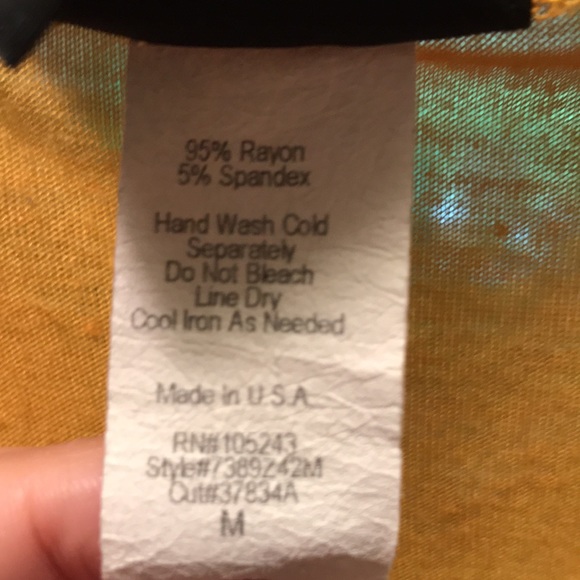 95% Rayon
5% Spandex
Hand Wash Cold
Separately
Do Not Bleach
Line Dry
Cool Iron As Needed
Made in U.S.A.
RN#105243
Style#7389Z42M
Cut#37834A
M